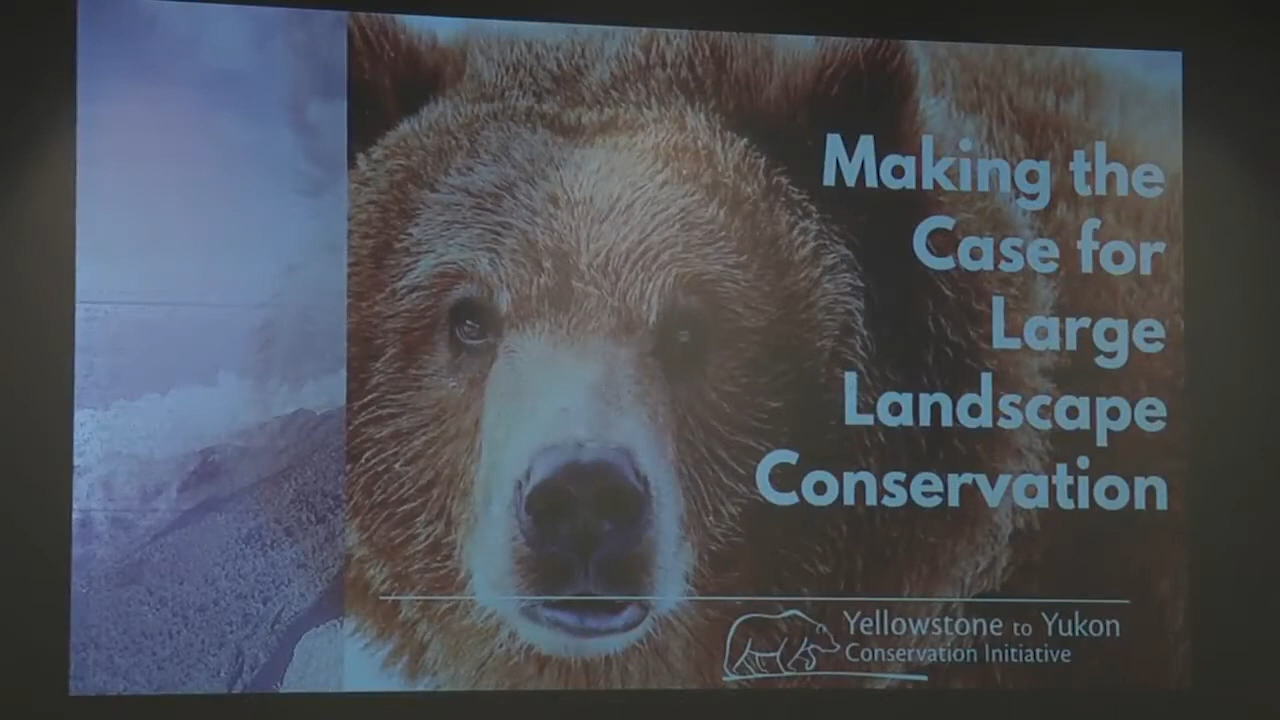 Making the
Case for
Large
Landscape
Conservation
Yellowstone to Yukon
Conservation Initiative